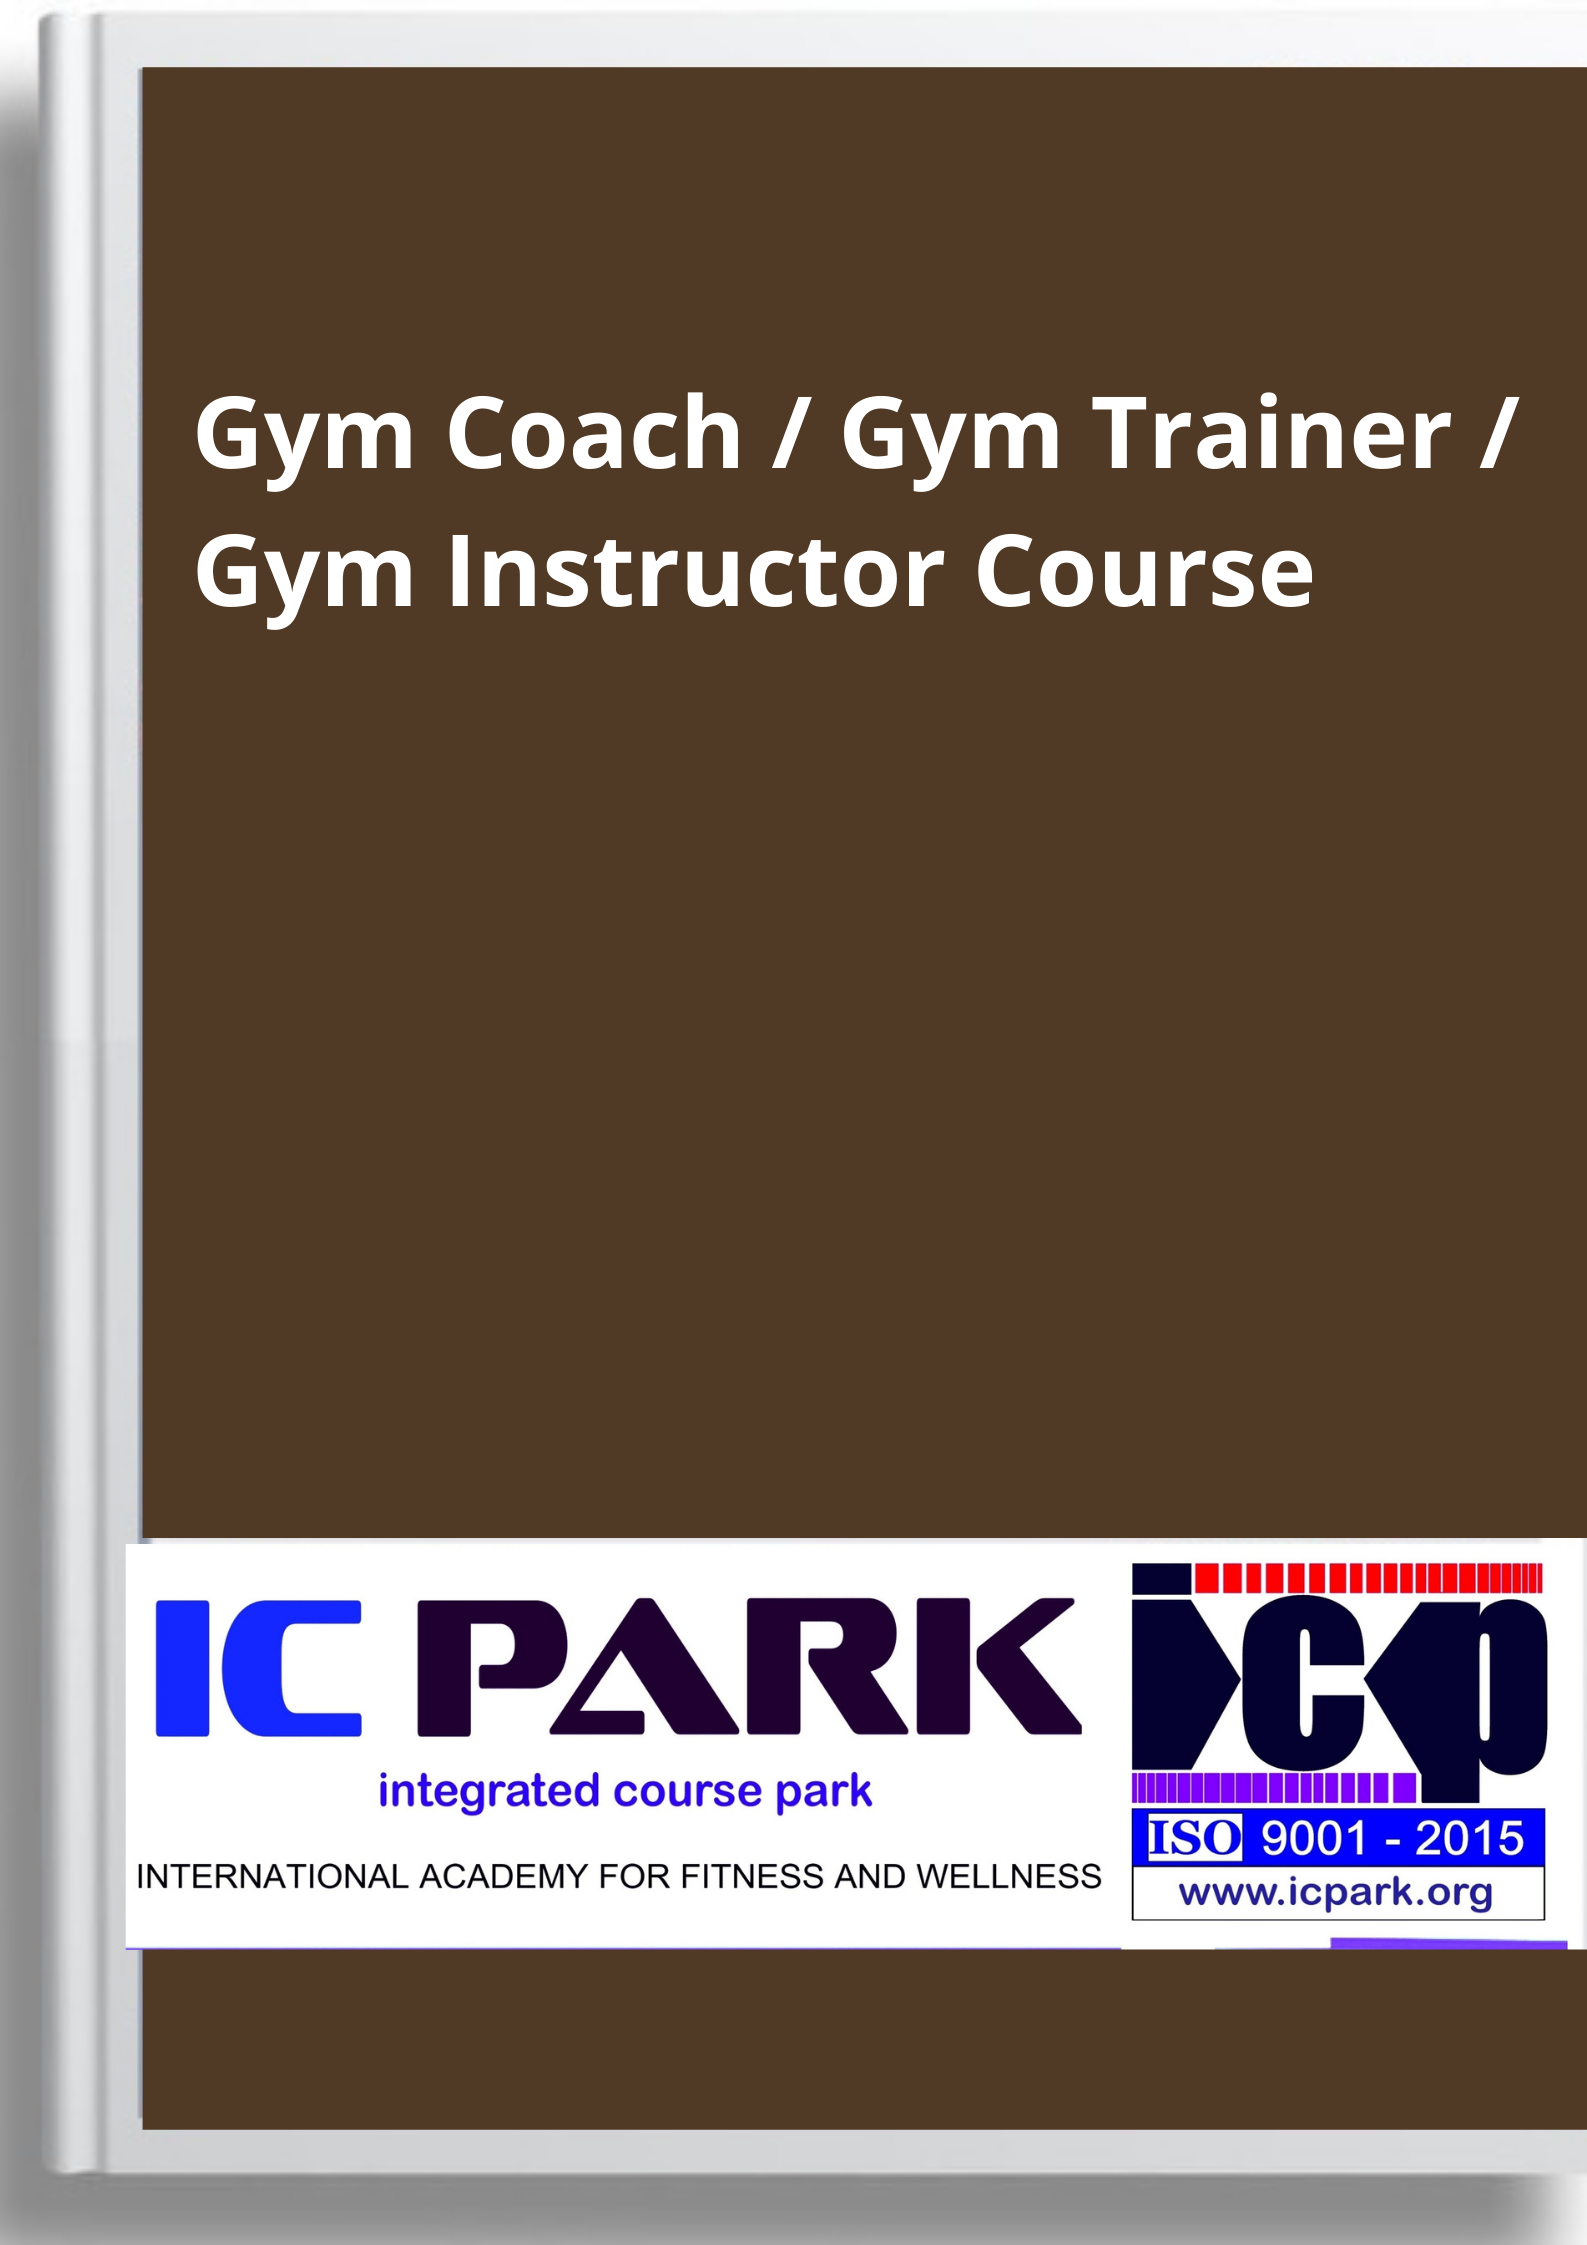 Gym Coach / Gym Trainer /
Gym Instructor Course
IC PARK
integrated course park
INTERNATIONAL ACADEMY FOR FITNESS AND WELLNESS
icp
ISO 9001 - 2015
www.icpark.org